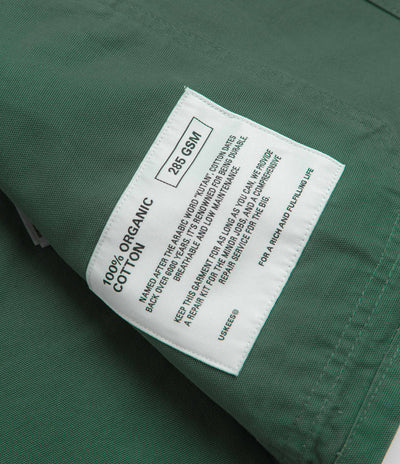 100% ORGANIC
COTTON
285 GSM
NAMED AFTER THE ARABIC WORD "KUTAN", COTTON DATES
BACK OVER 6000 YEARS. IT'S RENOWNED FOR BEING DURABLE,
BREATHABLE AND LOW MAINTENANCE
KEEP THIS GARMENT FOR AS LONG AS YOU CAN, WE PROVIDE
A REPAIR KIT FOR THE MINOR JOBS, AND A COMPREHENSIVE
REPAIR SERVICE FOR THE BIG.
USKEES®
FOR A RICH AND FULFILLING LIFE